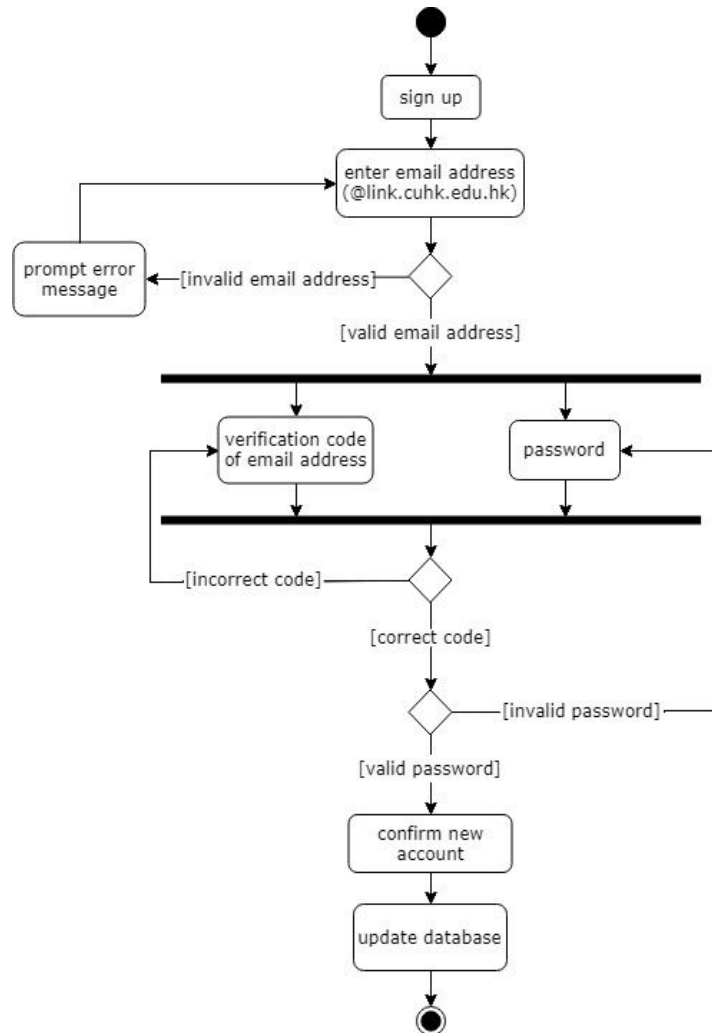 sign up
enter email address
(@link.cuhk.edu.hk)
prompt error
message
[invalid email address]
[valid email address]
verification code
of email address
password
[incorrect code]
[correct code]
[invalid password]
[valid password]
confirm new
account
update database